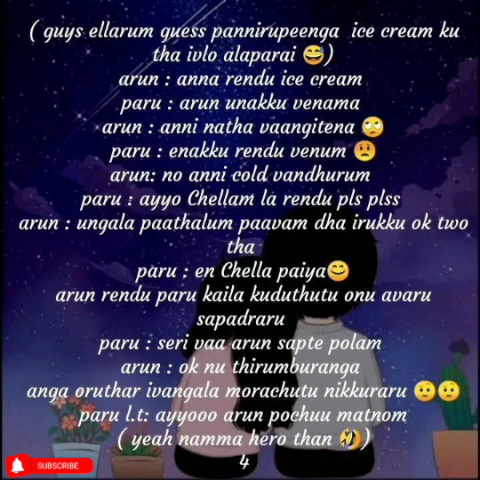 ( guys ellarum guess pannirupeenga ice cream ku
tha ivlo alaparai 😅)
arun : anna rendu ice cream
paru : arun unakku venama
arun : anni natha vaangitena 🙄
paru : enakku rendu venum 😡
arun: no anni cold vandhurum
paru : ayyo Chellam la rendu pls plss
arun : ungala paathalum paavam dha irukku ok two
tha
paru : en Chella paiya😊
arun rendu paru kaila kuduthutu onu avaru
sapadraru
paru : seri vaa arun sapte polam
arun : ok nu thirumburanga
anga oruthar ivangala morachutu nikkuraru 🤨🤨
paru l.t: ayyooo arun pochuu matnom
( yeah namma hero than 🤣)
4
SUBSCRIBE